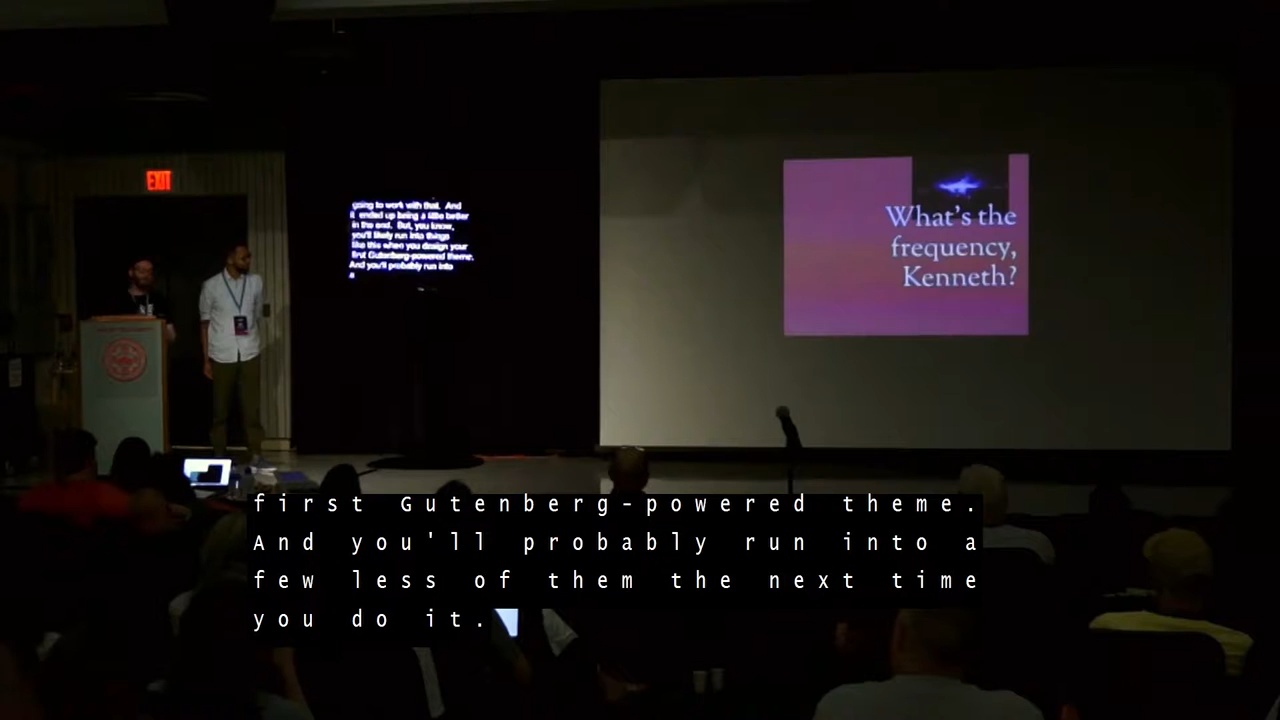 EXIT
going to work with that. And
it ended up being a little better
in the end. But, you know,
you'll likely run into things
like this when you design your
first Gutenberg-powered theme.
And you'll probably run into
a
What's the
frequency,
Kenneth?
first Gutenberg-powered theme.
And you'll probably run into a
few less of them the next time
you do it.